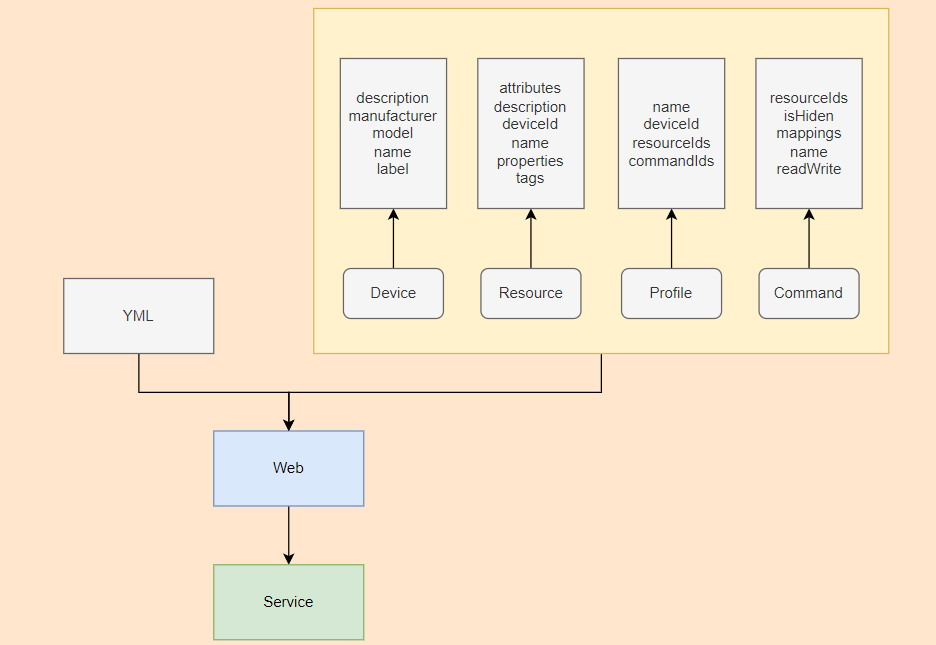 description
manufacturer
model
name
label
attributes
description
deviceId
name
properties
tags
name
deviceId
resourceIds
commandIds
resourceIds
isHiden
mappings
name
readWrite
Device
Resource
Profile
Command
YML
Web
Service